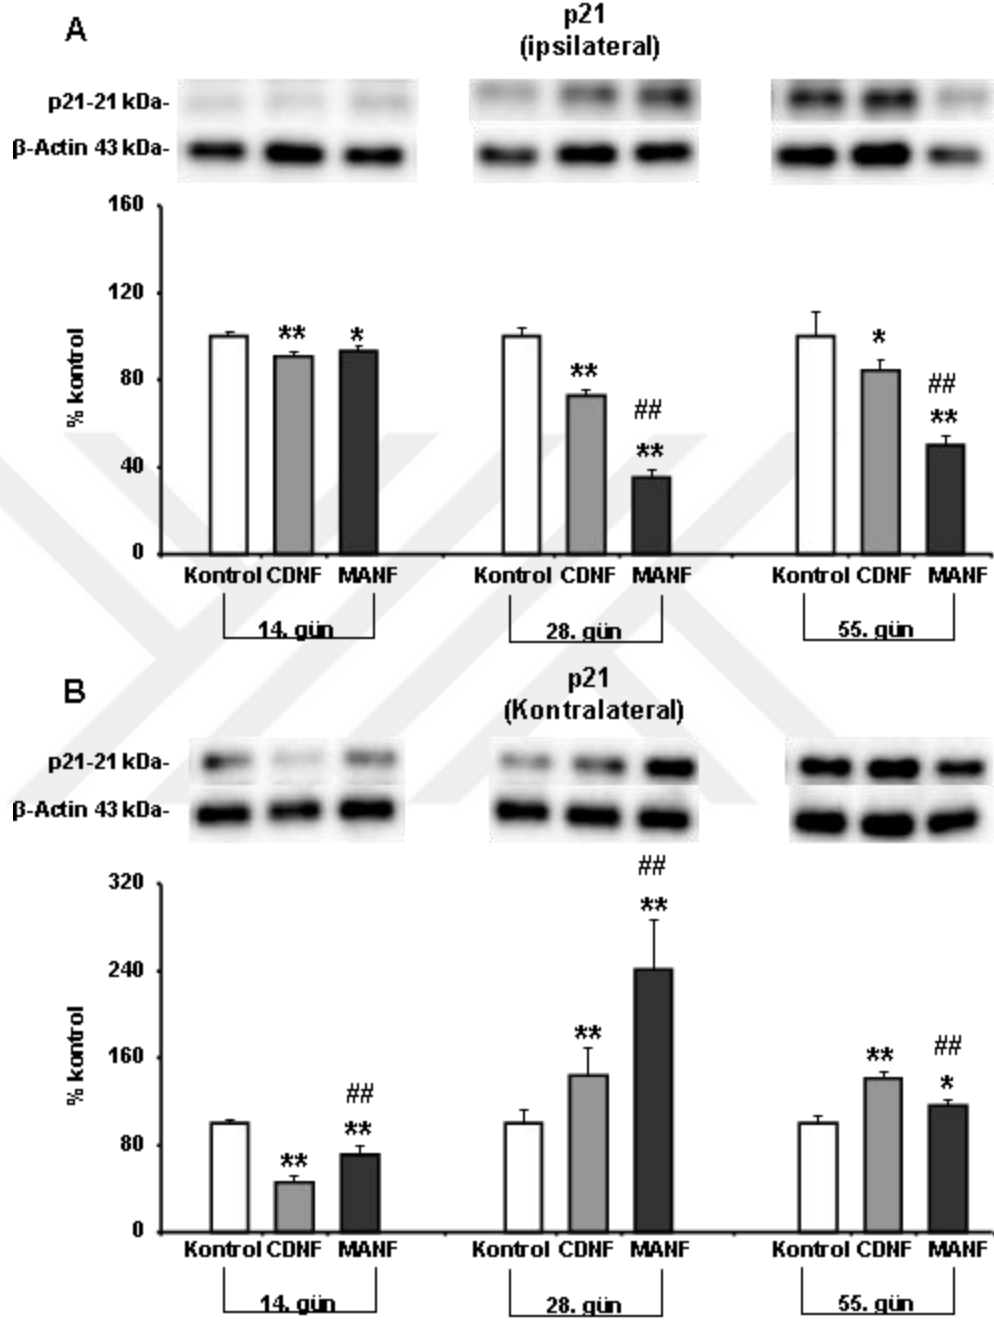 A
p21
(ipsilateral)
p21-21 kDa-
β-Actin 43 kDa-
160
120
80
40
0
% kontrol
** *
** ## **
* ## **
Kontrol CDNF MANF Kontrol CDNF MANF Kontrol CDNF MANF
14. gün 28. gün 55. gün
B
p21
(Kontralateral)
p21-21 kDa-
β-Actin 43 kDa-
320
240
160
80
0
% kontrol
** ## **
** ## **
** ## *
Kontrol CDNF MANF Kontrol CDNF MANF Kontrol CDNF MANF
14. gün 28. gün 55. gün